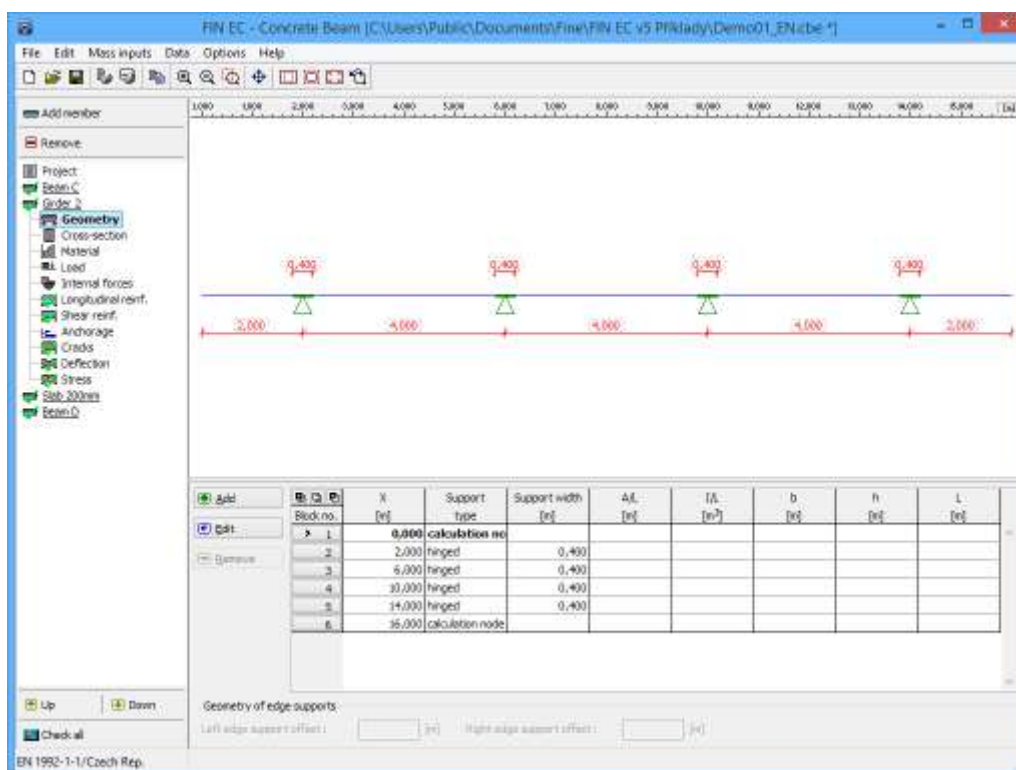 FIN EC - Concrete Beam [C:\Users\Public\Documents\Fine\FIN EC v5 Příklady\Demo01_EN.cbe *]
File Edit Mass inputs Data Options Help
Add member
Remove
Project
Beam C
Girder 2
Geometry
Cross-section
Material
Load
Internal forces
Longitudinal reinf.
Shear reinf.
Anchorage
Cracks
Deflection
Stress
Slab 200mm
Beam D
0,400 0,400 0,400 0,400
2,000 4,000 4,000 4,000 2,000
Add
Edit
Remove
X Support Support width A/L I/L b h L
Block no. [m] type [m] [m] [m³] [m] [m] [m]
1 0,000 calculation no
2 2,000 hinged 0,400
3 6,000 hinged 0,400
4 10,000 hinged 0,400
5 14,000 hinged 0,400
6 16,000 calculation node
Geometry of edge supports
Left edge support offset : [m] Right edge support offset : [m]
Up Down
Check all
EN 1992-1-1/Czech Rep.